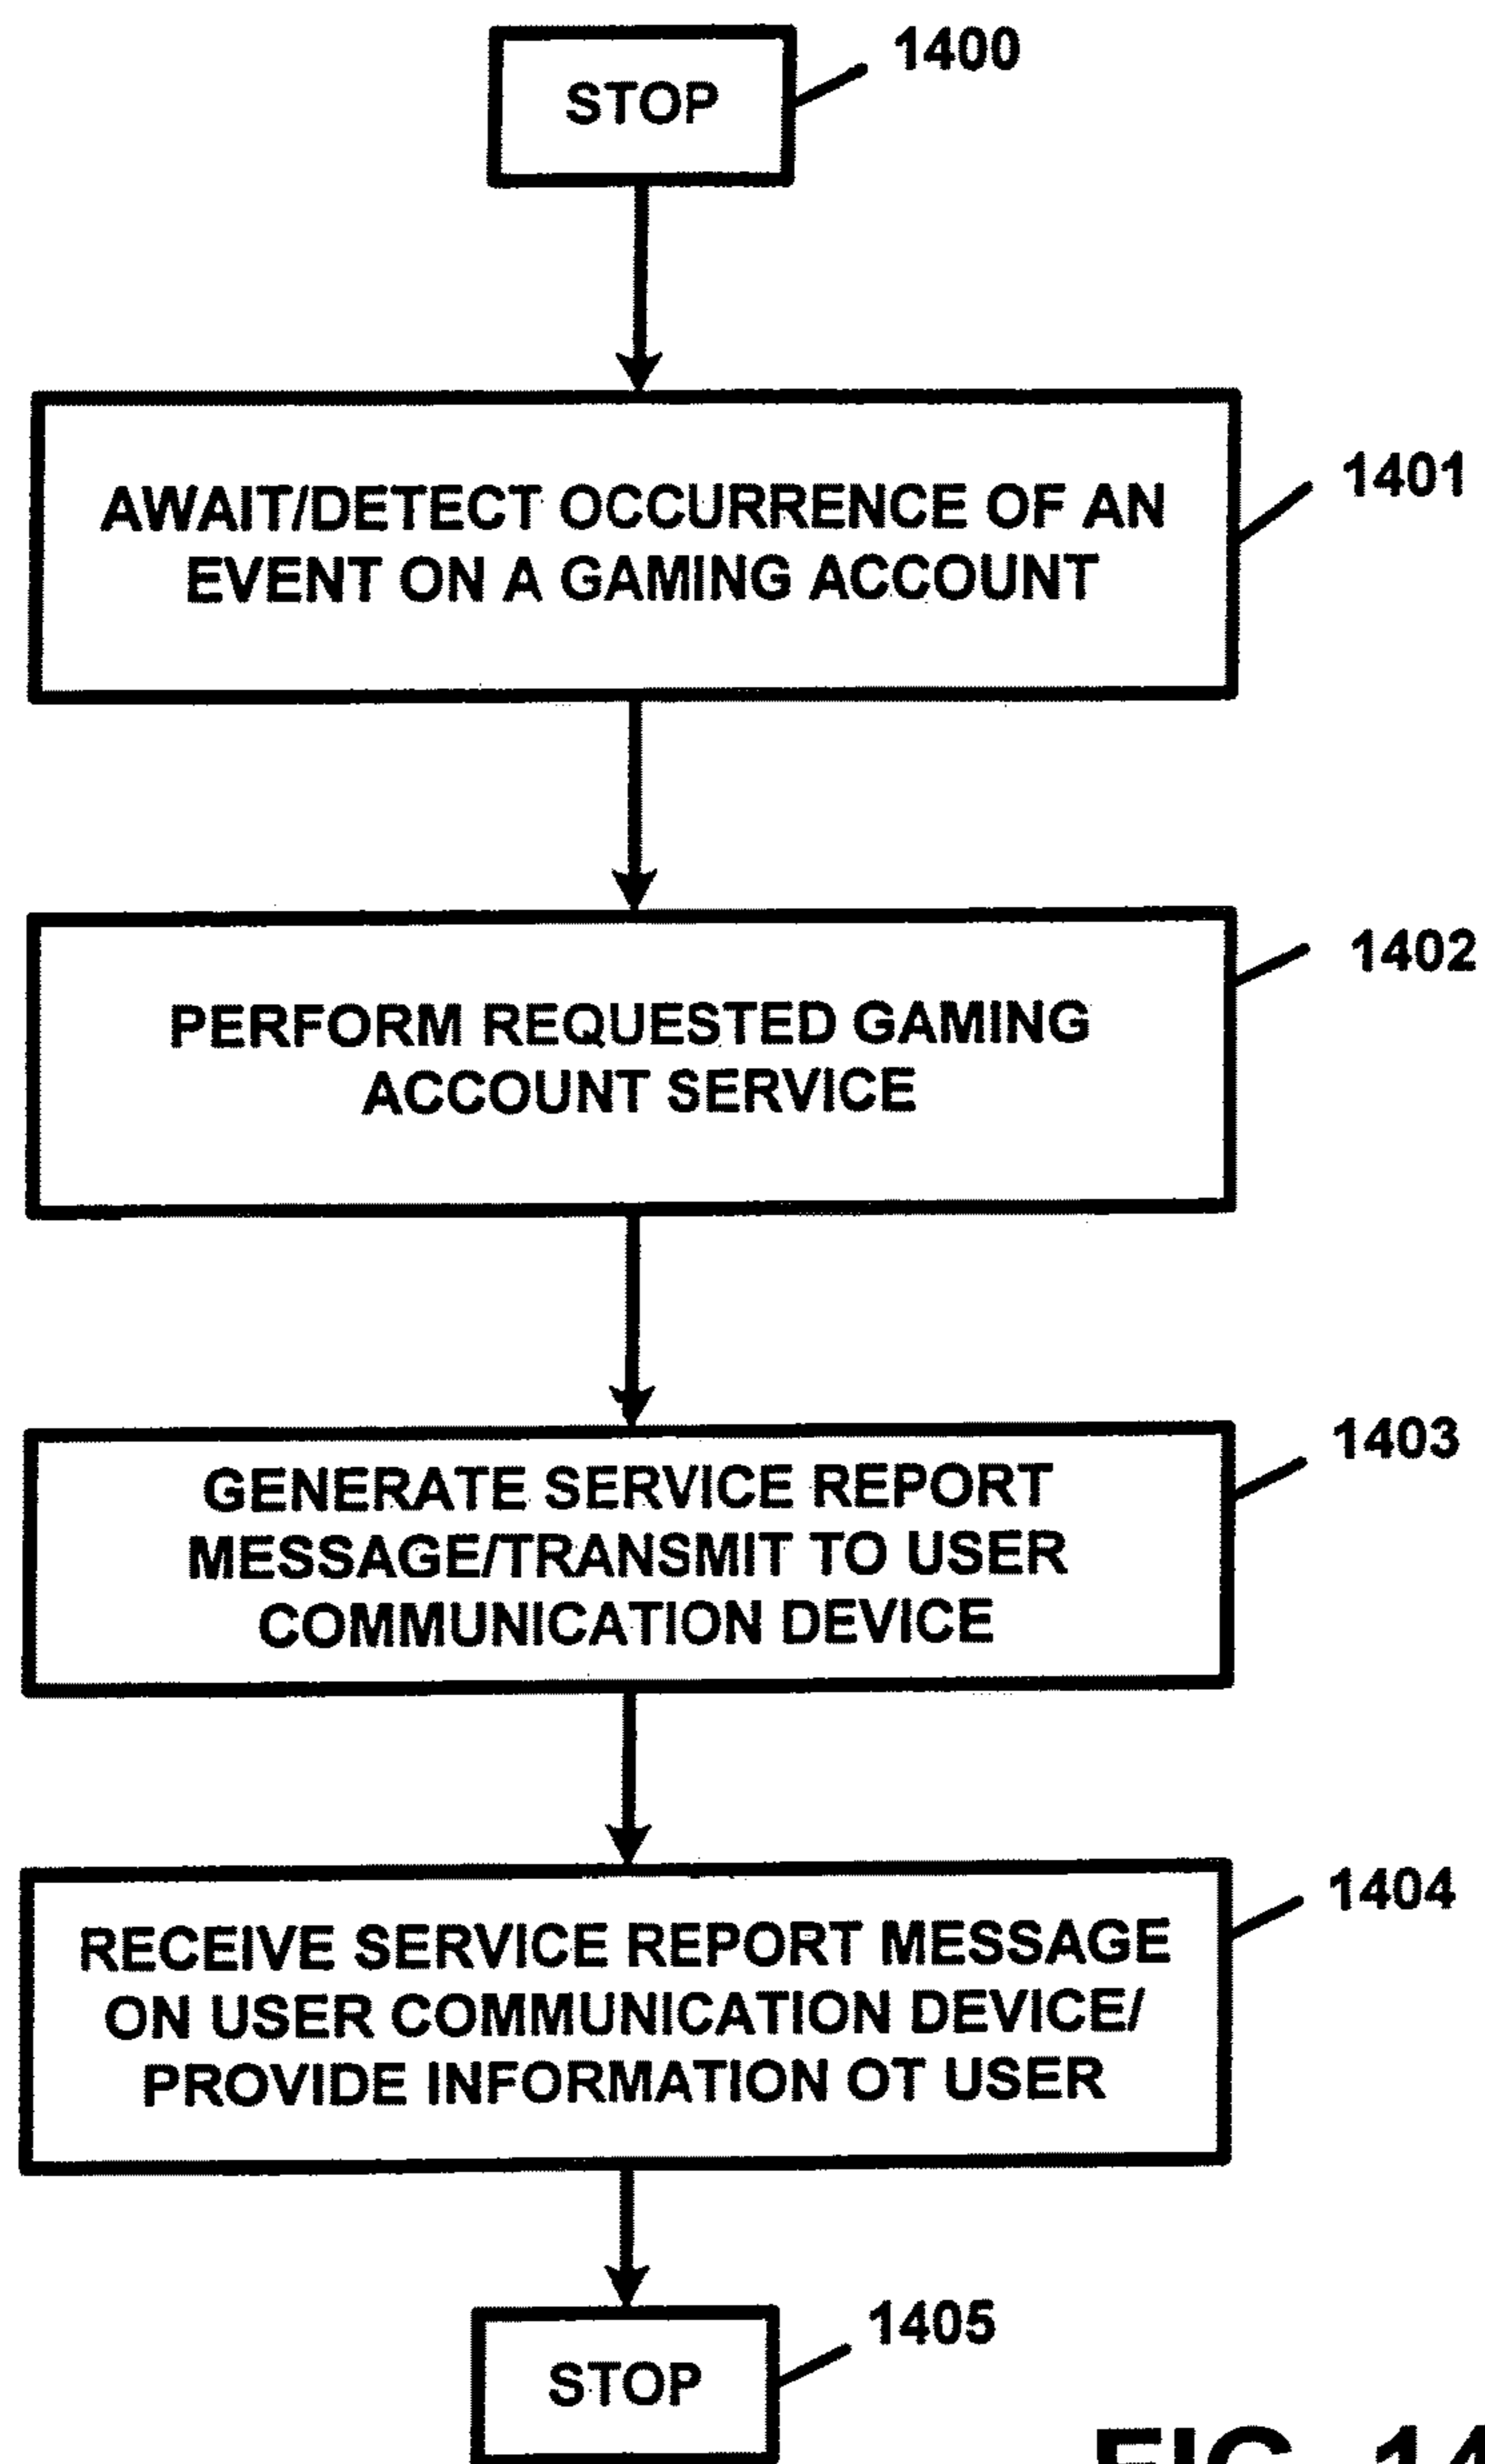 STOP
1400
AWAIT/DETECT OCCURRENCE OF AN
EVENT ON A GAMING ACCOUNT
1401
PERFORM REQUESTED GAMING
ACCOUNT SERVICE
1402
GENERATE SERVICE REPORT
MESSAGE/TRANSMIT TO USER
COMMUNICATION DEVICE
1403
RECEIVE SERVICE REPORT MESSAGE
ON USER COMMUNICATION DEVICE/
PROVIDE INFORMATION OT USER
1404
STOP
1405
FIG. 14